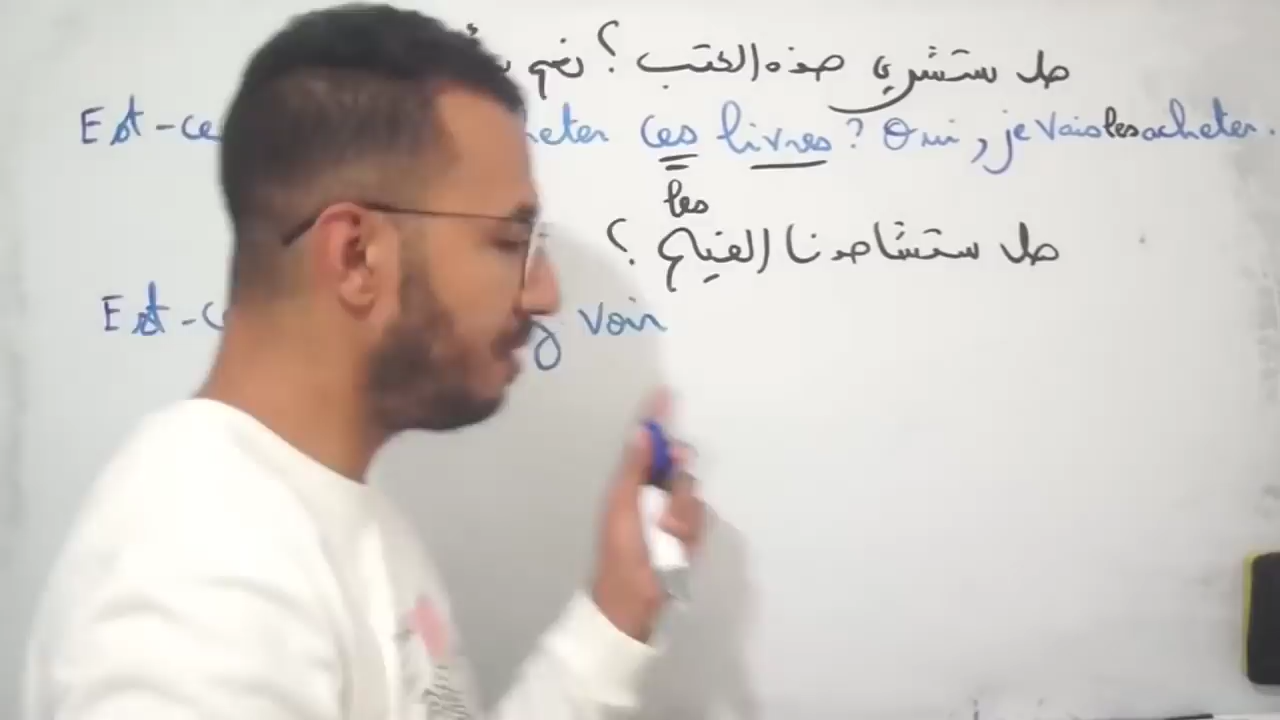 هل ستشتري هذه الكتب ؟ نعم
Est-ce heter ces livres ? Oui, je vais les acheter.
les
هل ستشاهدنا الفيلم ؟
Est-c y voir